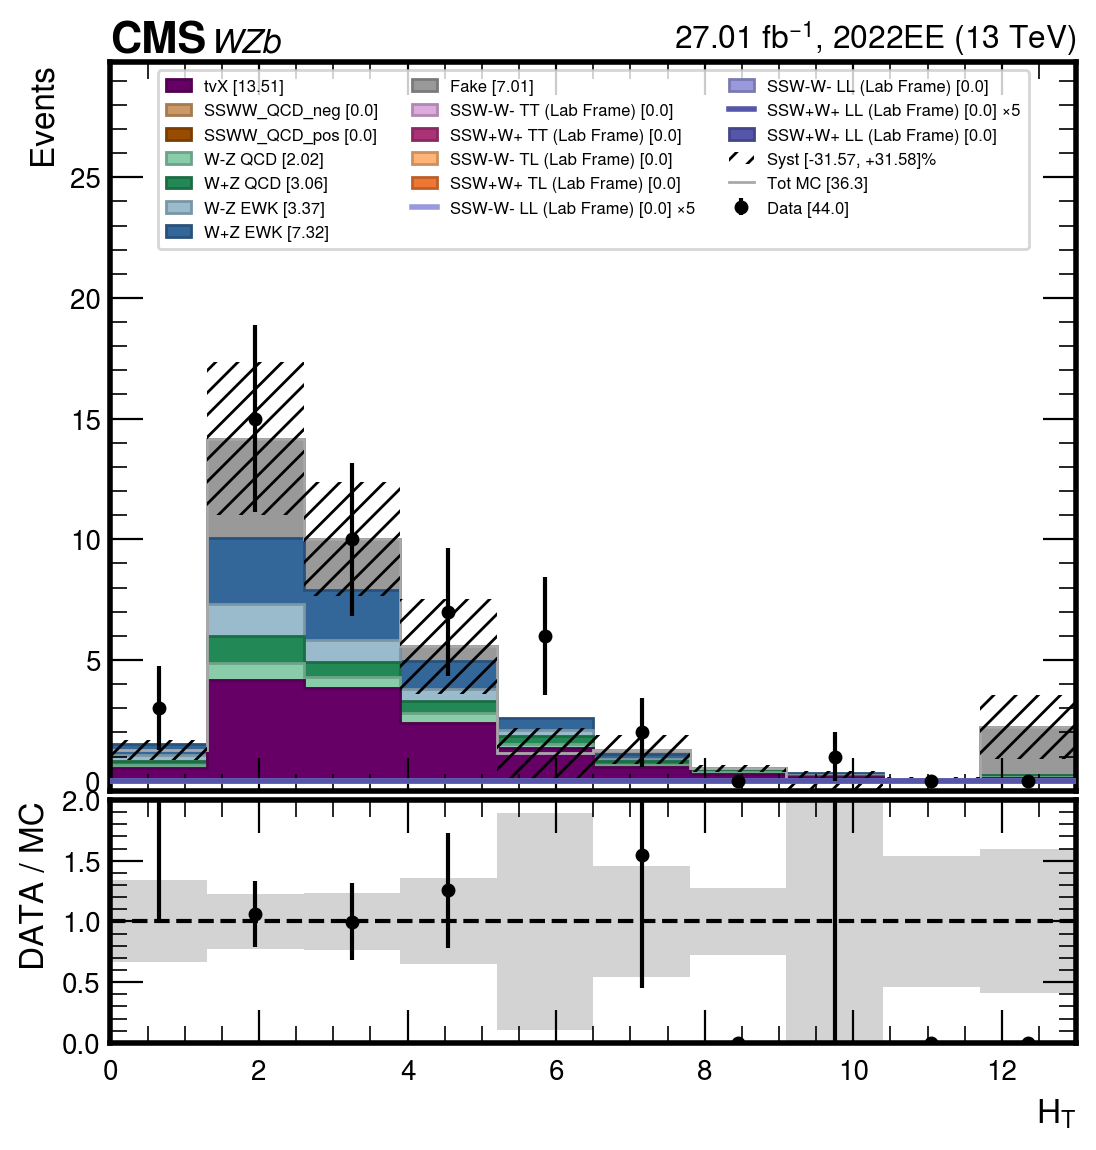 CMS WZb
27.01 fb⁻¹, 2022EE (13 TeV)
Events
tvX [13.51]
SSWW_QCD_neg [0.0]
SSWW_QCD_pos [0.0]
W-Z QCD [2.02]
W+Z QCD [3.06]
W-Z EWK [3.37]
W+Z EWK [7.32]
Fake [7.01]
SSW-W- TT (Lab Frame) [0.0]
SSW+W+ TT (Lab Frame) [0.0]
SSW-W- TL (Lab Frame) [0.0]
SSW+W+ TL (Lab Frame) [0.0]
SSW-W- LL (Lab Frame) [0.0] ×5
SSW-W- LL (Lab Frame) [0.0]
SSW+W+ LL (Lab Frame) [0.0] ×5
SSW+W+ LL (Lab Frame) [0.0]
Syst [-31.57, +31.58]%
Tot MC [36.3]
Data [44.0]
25
20
15
10
5
0
DATA / MC
2.0
1.5
1.0
0.5
0.0
0 2 4 6 8 10 12
H_T